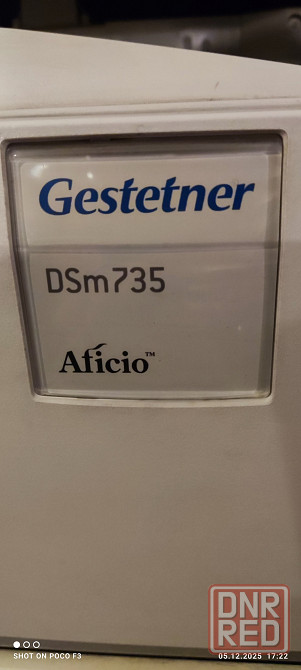 Gestetner
DSm735
Aficio™
SHOT ON POCO F3
05.12.2025 17:22
DNR
RED